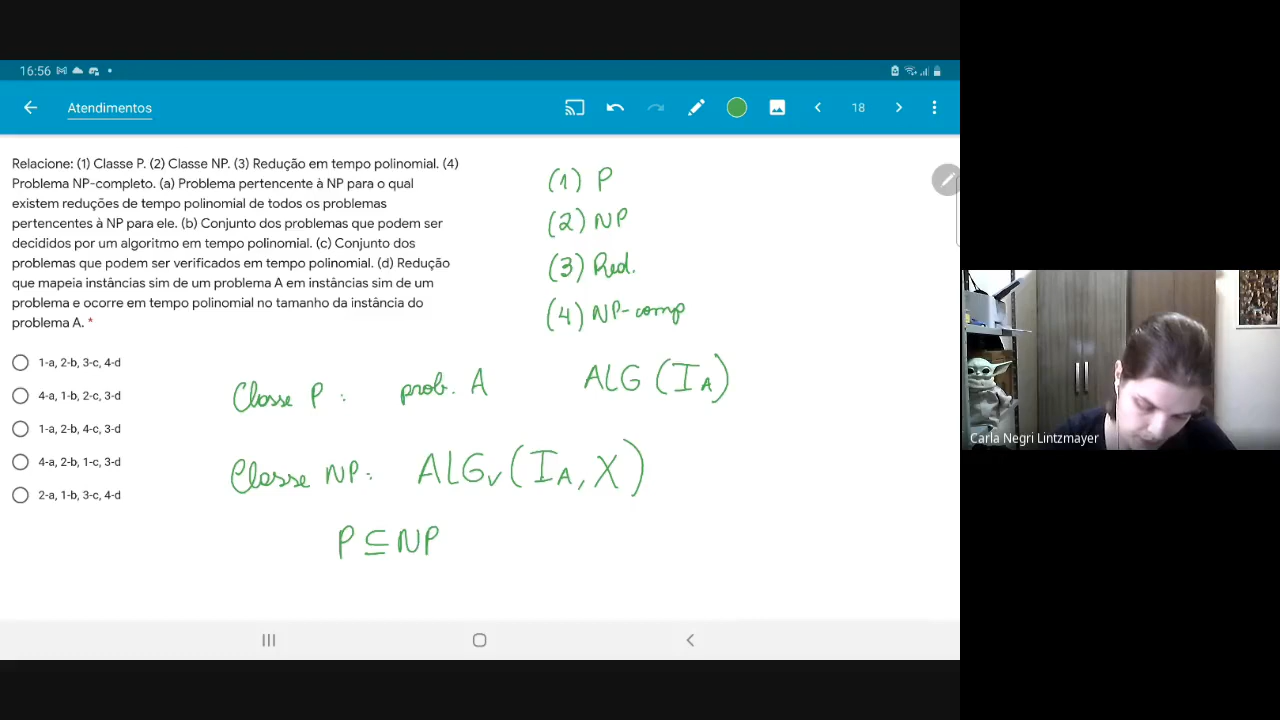 16:56
Atendimentos
18
Relacione: (1) Classe P. (2) Classe NP. (3) Redução em tempo polinomial. (4)
Problema NP-completo. (a) Problema pertencente à NP para o qual
existem reduções de tempo polinomial de todos os problemas
pertencentes à NP para ele. (b) Conjunto dos problemas que podem ser
decididos por um algoritmo em tempo polinomial. (c) Conjunto dos
problemas que podem ser verificados em tempo polinomial. (d) Redução
que mapeia instâncias sim de um problema A em instâncias sim de um
problema e ocorre em tempo polinomial no tamanho da instância do
problema A. *
1-a, 2-b, 3-c, 4-d
4-a, 1-b, 2-c, 3-d
1-a, 2-b, 4-c, 3-d
4-a, 2-b, 1-c, 3-d
2-a, 1-b, 3-c, 4-d
(1) P
(2) NP
(3) Red.
(4) NP-comp
Classe P: prob. A ALG (I_A)
Classe NP: ALG_v (I_A, X)
P ⊆ NP
Carla Negri Lintzmayer